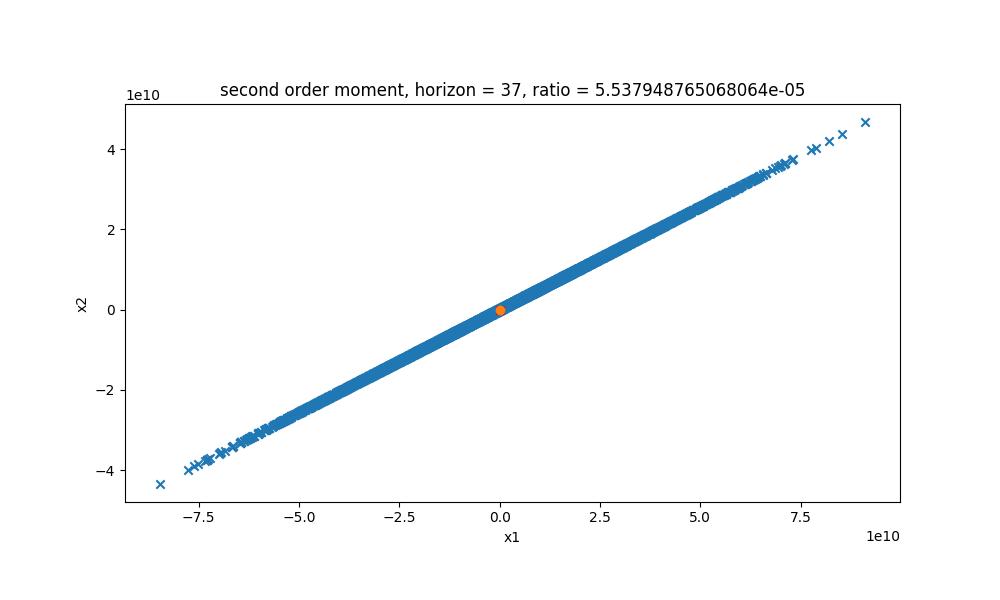 second order moment, horizon = 37, ratio = 5.537948765068064e-05
1e10
4
2
0
−2
−4
x2
−7.5 −5.0 −2.5 0.0 2.5 5.0 7.5
x1
1e10